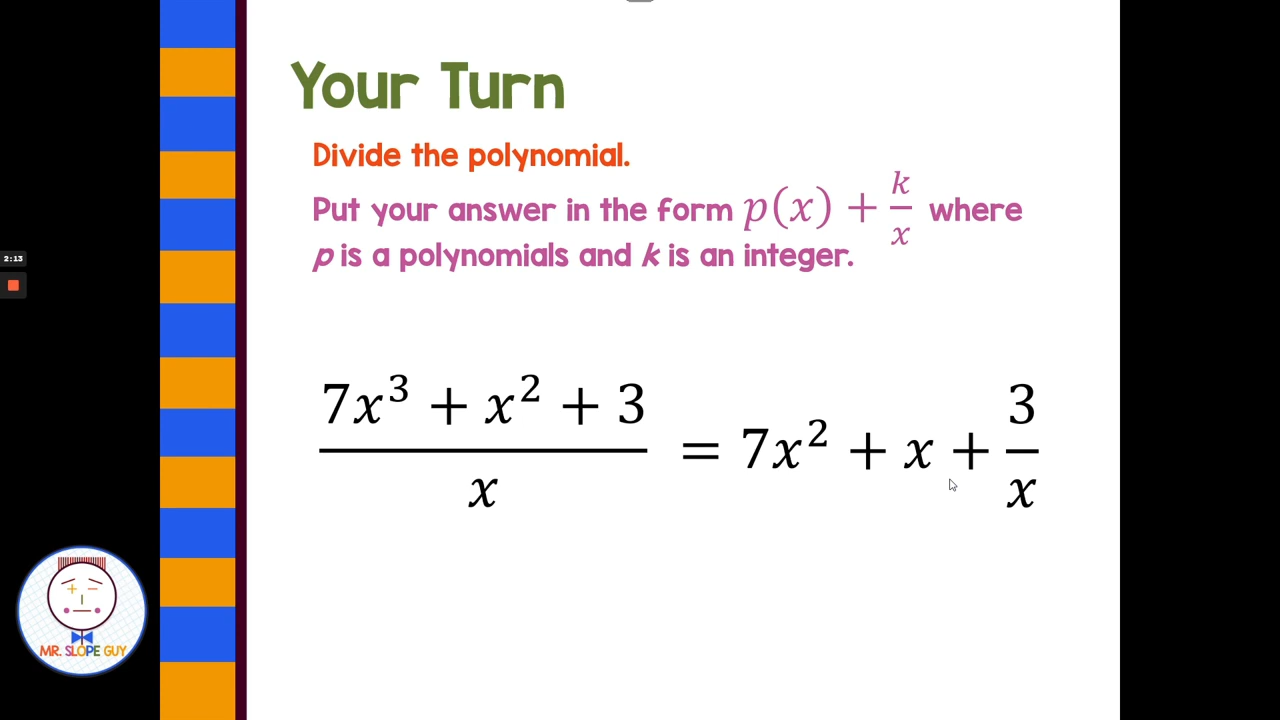 Your Turn
Divide the polynomial.
Put your answer in the form p(x) + k/x where
p is a polynomials and k is an integer.
2:13
(7x³ + x² + 3)/x = 7x² + x + 3/x
MR. SLOPE GUY